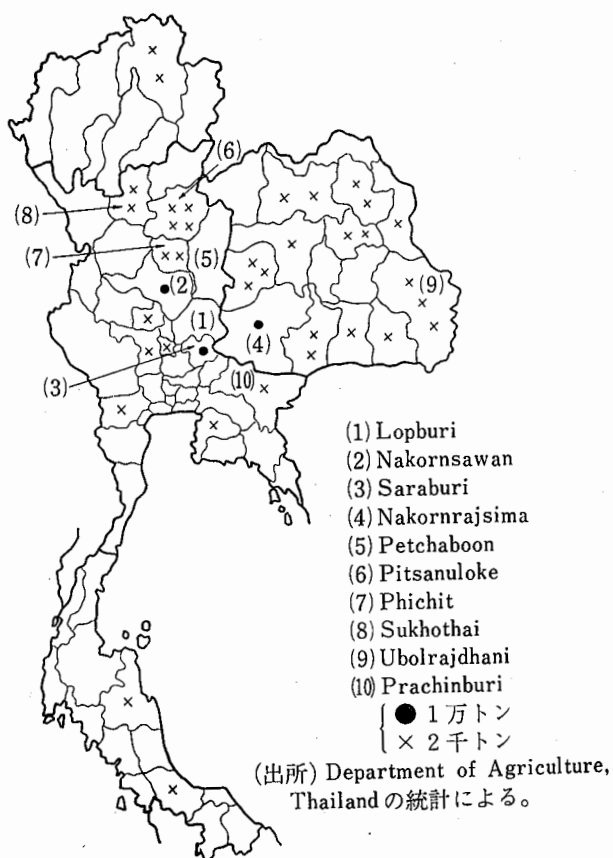 (6)
(8)
(7)
(5)
(2)
(9)
(1)
(4)
(3)
(10)
(1) Lopburi
(2) Nakornsawan
(3) Saraburi
(4) Nakornrajsima
(5) Petchaboon
(6) Pitsanuloke
(7) Phichit
(8) Sukhothai
(9) Ubolrajdhani
(10) Prachinburi
● 1万トン
× 2千トン
(出所) Department of Agriculture,
Thailandの統計による。